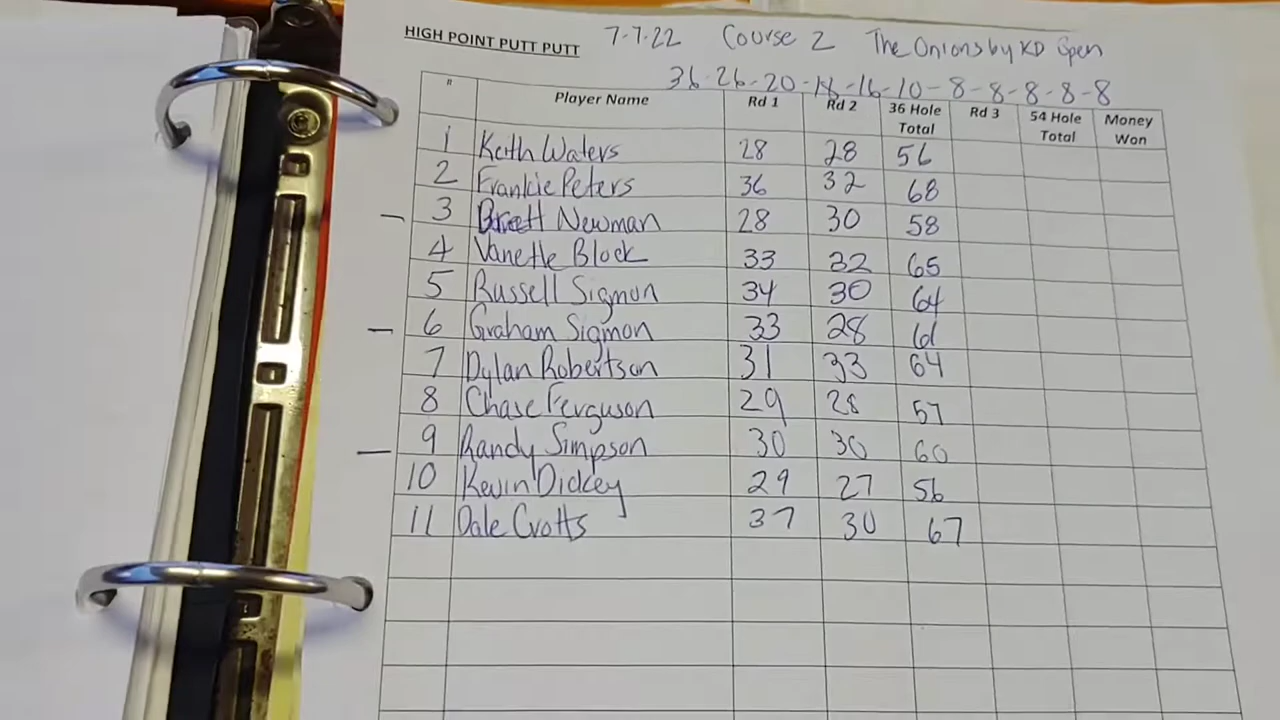 HIGH POINT PUTT PUTT 7-7-22 Course 2 The Onions by KD Open
36-26-20-18-16-10-8-8-8-8-8
# Player Name Rd 1 Rd 2 36 Hole Total Rd 3 54 Hole Total Money Won
1 Keith Waters 28 28 56
2 Frankie Peters 36 32 68
3 Brett Newman 28 30 58
4 Vanetle Block 33 32 65
5 Russell Sigmon 34 30 64
6 Graham Sigmon 33 28 61
7 Dylan Robertson 31 33 64
8 Chase Ferguson 29 28 57
9 Randy Simpson 30 30 60
10 Kevin Dickey 29 27 56
11 Dale Crotts 37 30 67